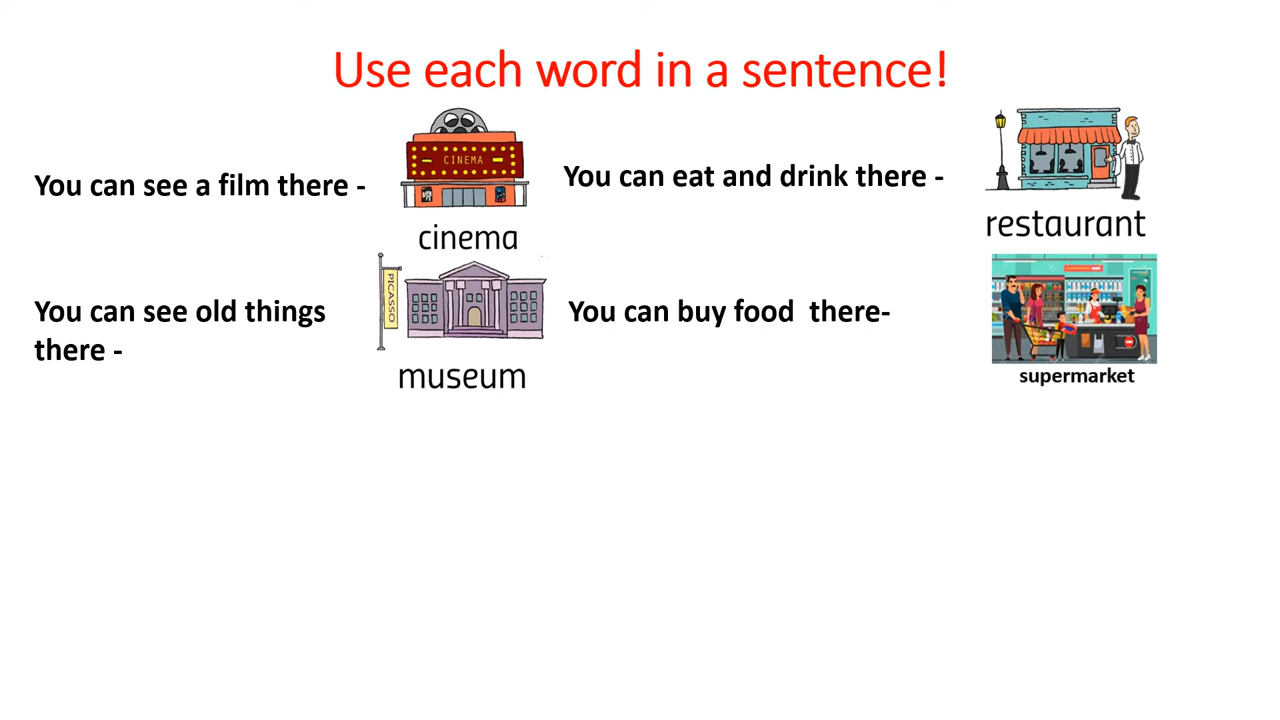 Use each word in a sentence!
You can see a film there -
CINEMA
cinema
You can eat and drink there -
restaurant
You can see old things
there -
PICASSO
museum
You can buy food  there-
supermarket